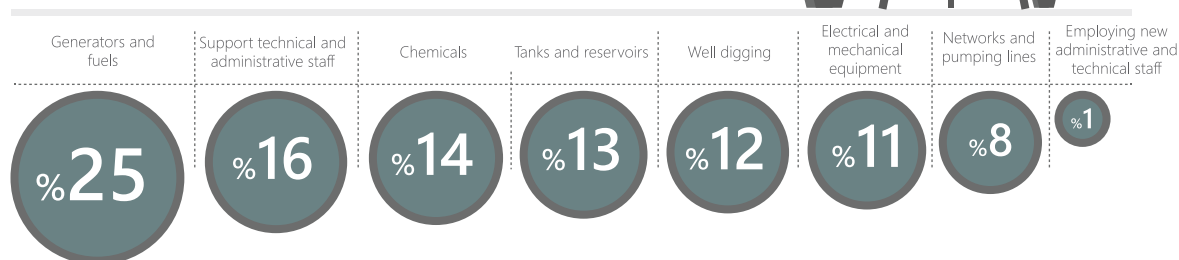 Generators and
fuels
Support technical and
administrative staff
Chemicals
Tanks and reservoirs
Well digging
Electrical and
mechanical
equipment
Networks and
pumping lines
Employing new
administrative and
technical staff
%25
%16
%14
%13
%12
%11
%8
%1